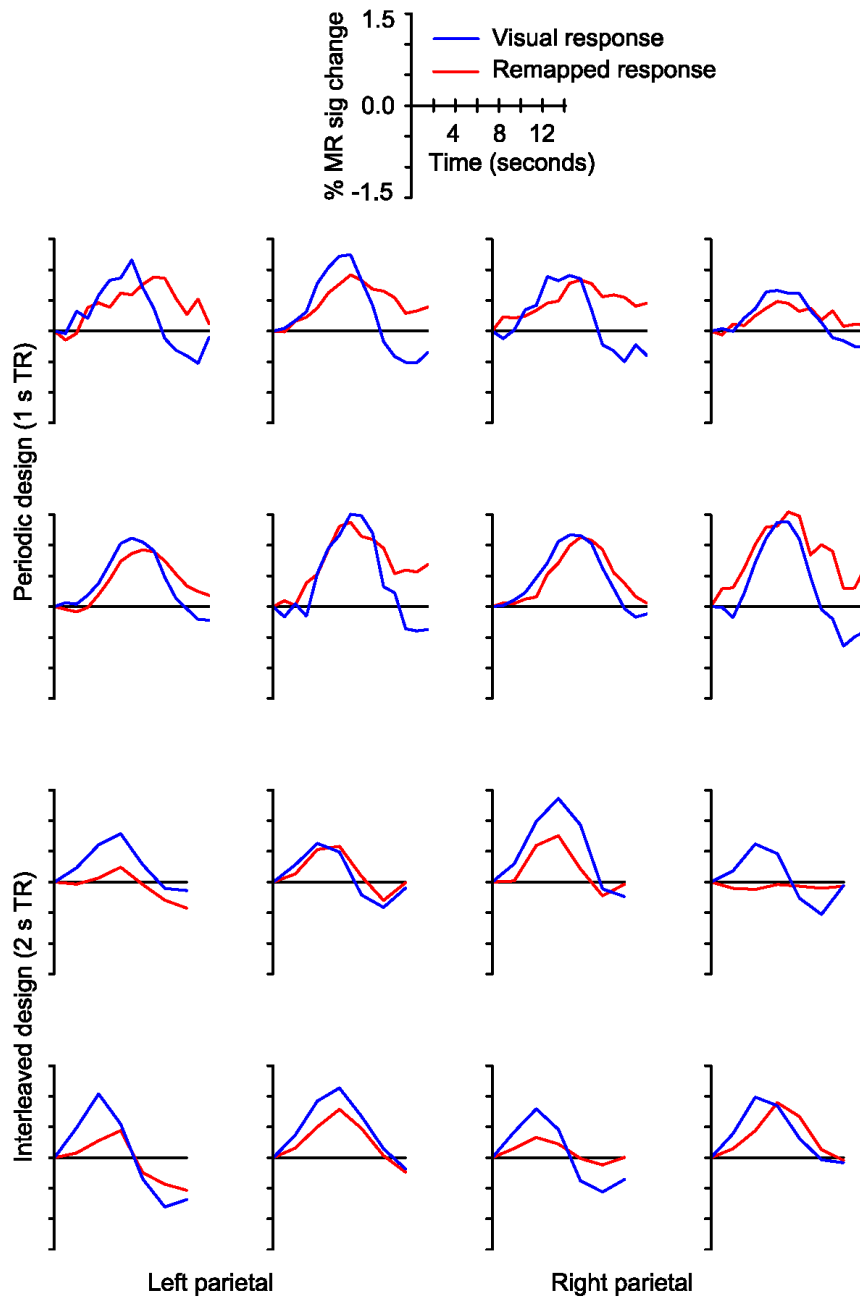 1.5
Visual response
Remapped response
% MR sig change
0.0
4 8 12
Time (seconds)
-1.5
Periodic design (1 s TR)
Interleaved design (2 s TR)
Left parietal
Right parietal